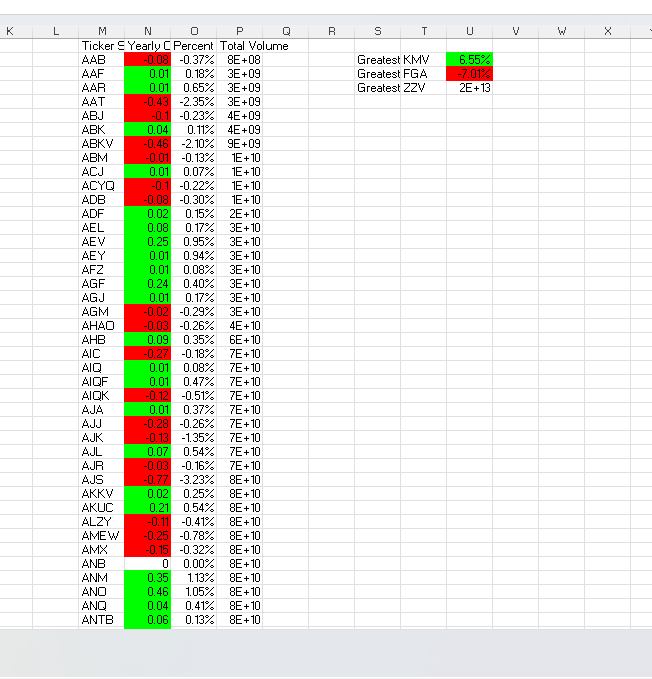 K L M N O P Q R S T U V W X
Ticker S Yearly C Percent Total Volume
AAB -0.08 -0.37% 8E+08 Greatest KMV 6.55%
AAF 0.01 0.18% 3E+09 Greatest FGA -7.01%
AAR 0.01 0.65% 3E+09 Greatest ZZV 2E+13
AAT -0.43 -2.35% 3E+09
ABJ -0.1 -0.23% 4E+09
ABK 0.04 0.11% 4E+09
ABKV -0.46 -2.10% 9E+09
ABM -0.01 -0.13% 1E+10
ACJ 0.01 0.07% 1E+10
ACYQ -0.1 -0.22% 1E+10
ADB -0.08 -0.30% 1E+10
ADF 0.02 0.15% 2E+10
AEL 0.08 0.17% 3E+10
AEV 0.25 0.95% 3E+10
AEY 0.01 0.94% 3E+10
AFZ 0.01 0.08% 3E+10
AGF 0.24 0.40% 3E+10
AGJ 0.01 0.17% 3E+10
AGM -0.02 -0.29% 3E+10
AHAO -0.03 -0.26% 4E+10
AHB 0.09 0.35% 6E+10
AIC -0.27 -0.18% 7E+10
AIQ 0.01 0.08% 7E+10
AIQF 0.01 0.47% 7E+10
AIQK -0.12 -0.51% 7E+10
AJA 0.01 0.37% 7E+10
AJJ -0.28 -0.26% 7E+10
AJK -0.13 -1.35% 7E+10
AJL 0.07 0.54% 7E+10
AJR -0.03 -0.16% 7E+10
AJS -0.77 -3.23% 8E+10
AKKV 0.02 0.25% 8E+10
AKUC 0.21 0.54% 8E+10
ALZY -0.11 -0.41% 8E+10
AMEW -0.25 -0.78% 8E+10
AMX -0.15 -0.32% 8E+10
ANB 0 0.00% 8E+10
ANM 0.35 1.13% 8E+10
ANO 0.46 1.05% 8E+10
ANQ 0.04 0.41% 8E+10
ANTB 0.06 0.13% 8E+10